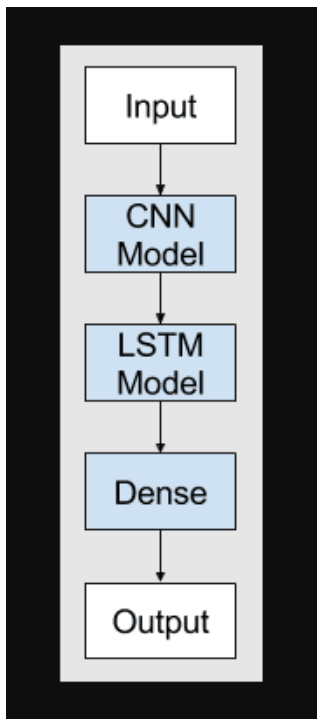 Input
CNN
Model
LSTM
Model
Dense
Output